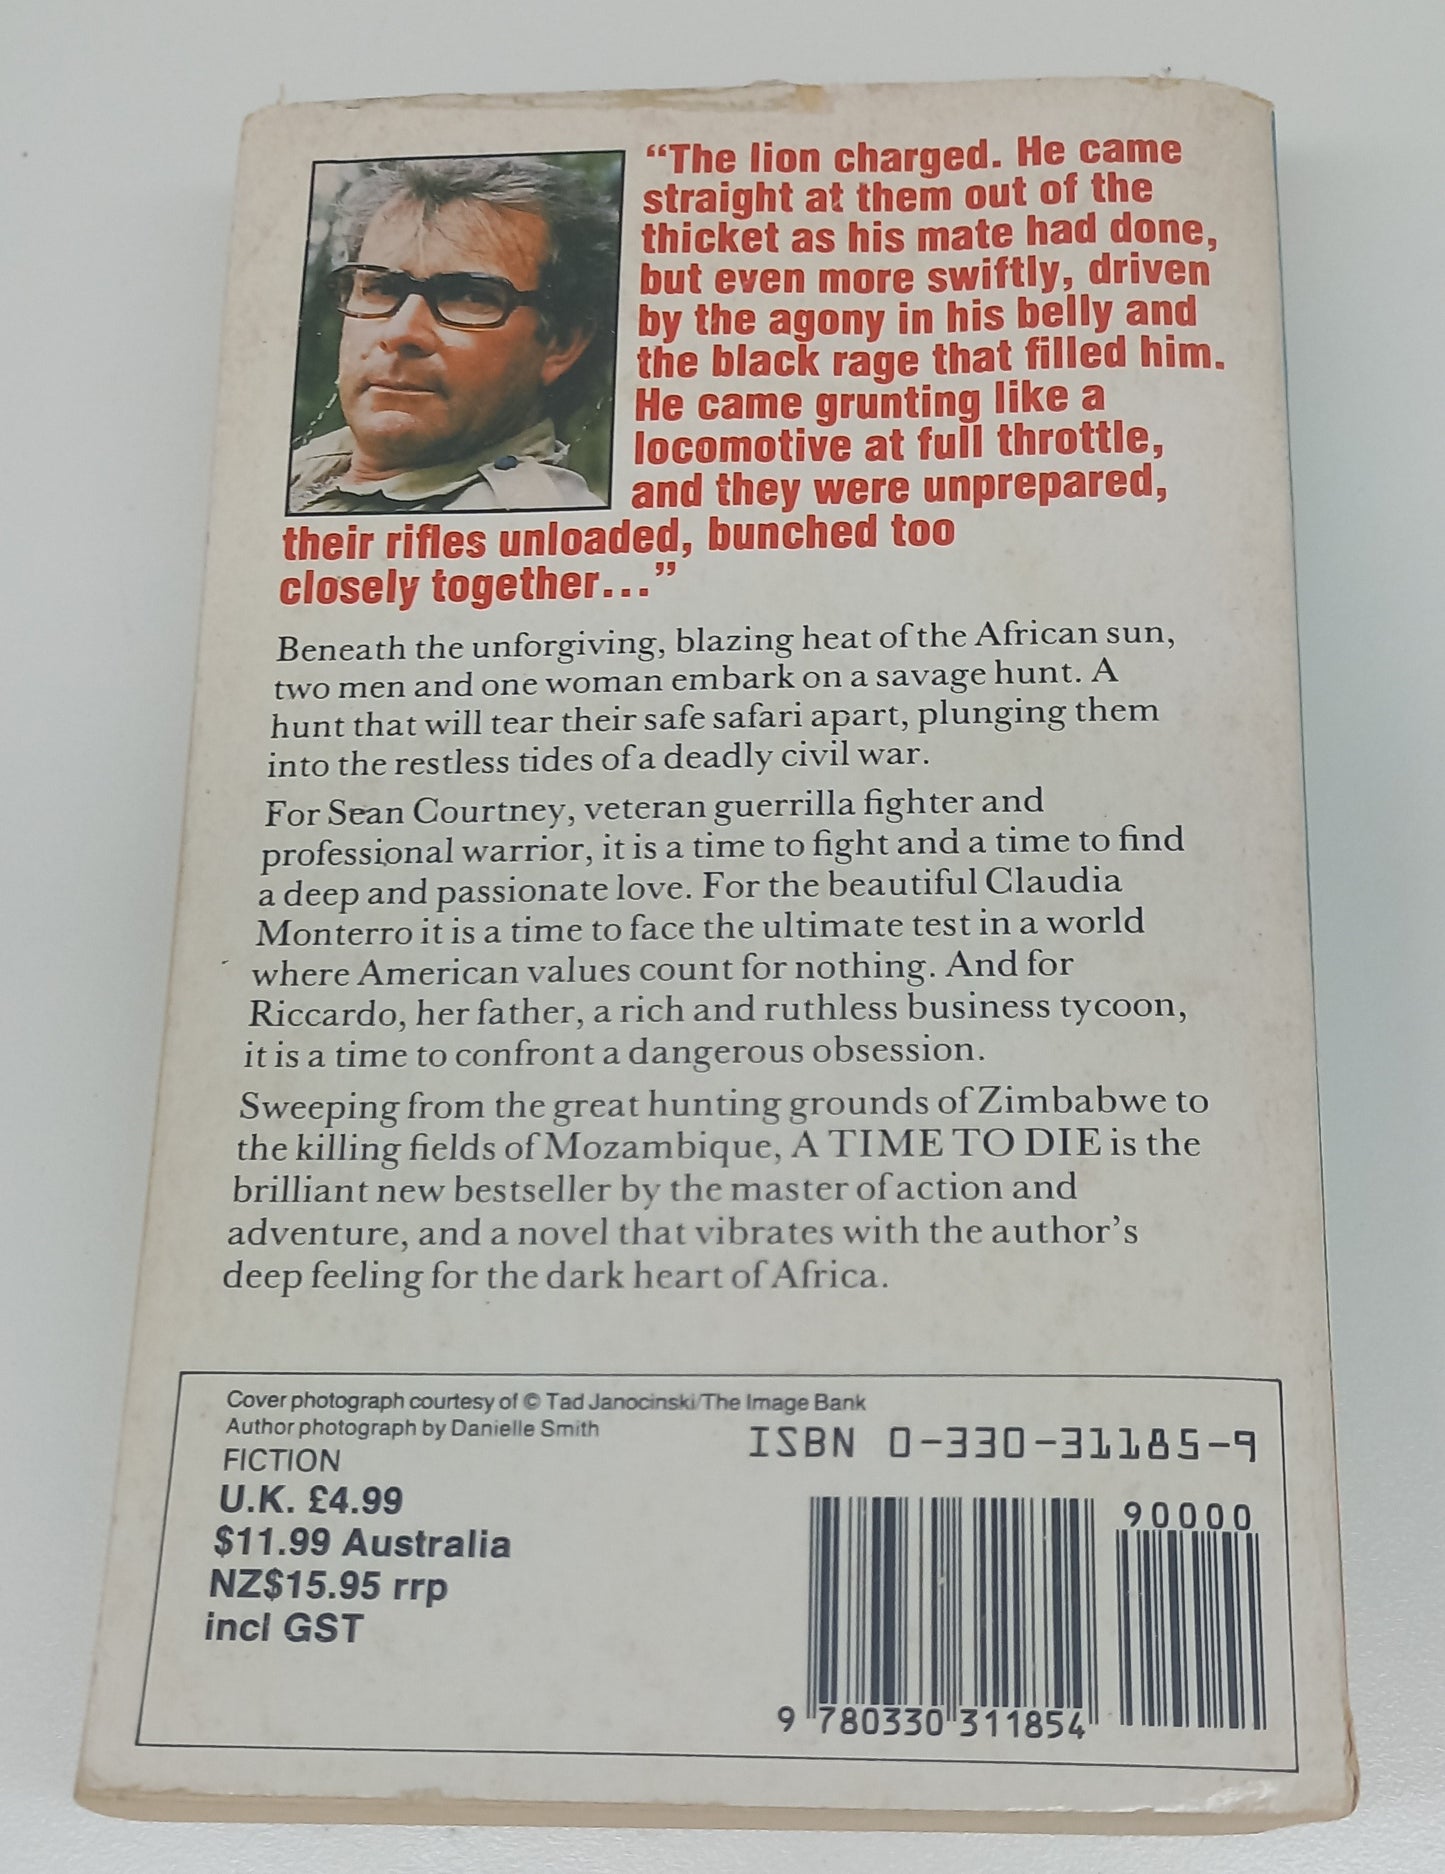 “The lion charged. He came
straight at them out of the
thicket as his mate had done,
but even more swiftly, driven
by the agony in his belly and
the black rage that filled him.
He came grunting like a
locomotive at full throttle,
and they were unprepared,
their rifles unloaded, bunched too
closely together...”
Beneath the unforgiving, blazing heat of the African sun,
two men and one woman embark on a savage hunt. A
hunt that will tear their safe safari apart, plunging them
into the restless tides of a deadly civil war.
For Sean Courtney, veteran guerrilla fighter and
professional warrior, it is a time to fight and a time to find
a deep and passionate love. For the beautiful Claudia
Monterro it is a time to face the ultimate test in a world
where American values count for nothing. And for
Riccardo, her father, a rich and ruthless business tycoon,
it is a time to confront a dangerous obsession.
Sweeping from the great hunting grounds of Zimbabwe to
the killing fields of Mozambique, A TIME TO DIE is the
brilliant new bestseller by the master of action and
adventure, and a novel that vibrates with the author’s
deep feeling for the dark heart of Africa.
Cover photograph courtesy of © Tad Janocinski/The Image Bank
Author photograph by Danielle Smith
FICTION
U.K. £4.99
$11.99 Australia
NZ$15.95 rrp
incl GST
ISBN 0-330-31185-9
90000
9 780330 311854